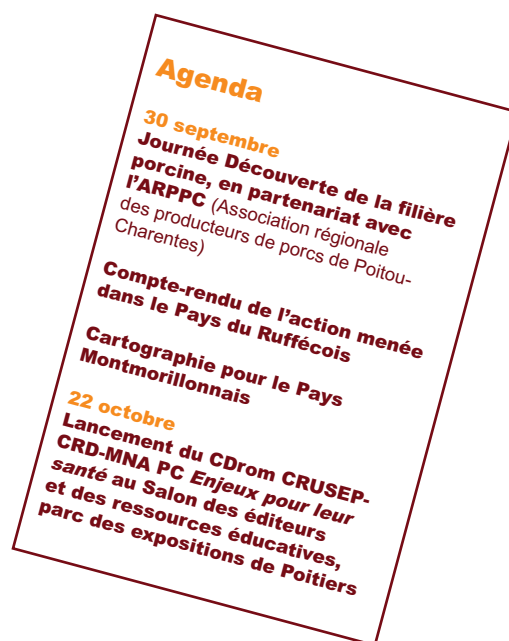 Agenda
30 septembre
Journée Découverte de la filière
porcine, en partenariat avec
l'ARPPC (Association régionale
des producteurs de porcs de Poitou-
Charentes)
Compte-rendu de l'action menée
dans le Pays du Ruffécois
Cartographie pour le Pays
Montmorillonnais
22 octobre
Lancement du CDrom CRUSEP-
CRD-MNA PC Enjeux pour leur
santé au Salon des éditeurs
et des ressources éducatives,
parc des expositions de Poitiers